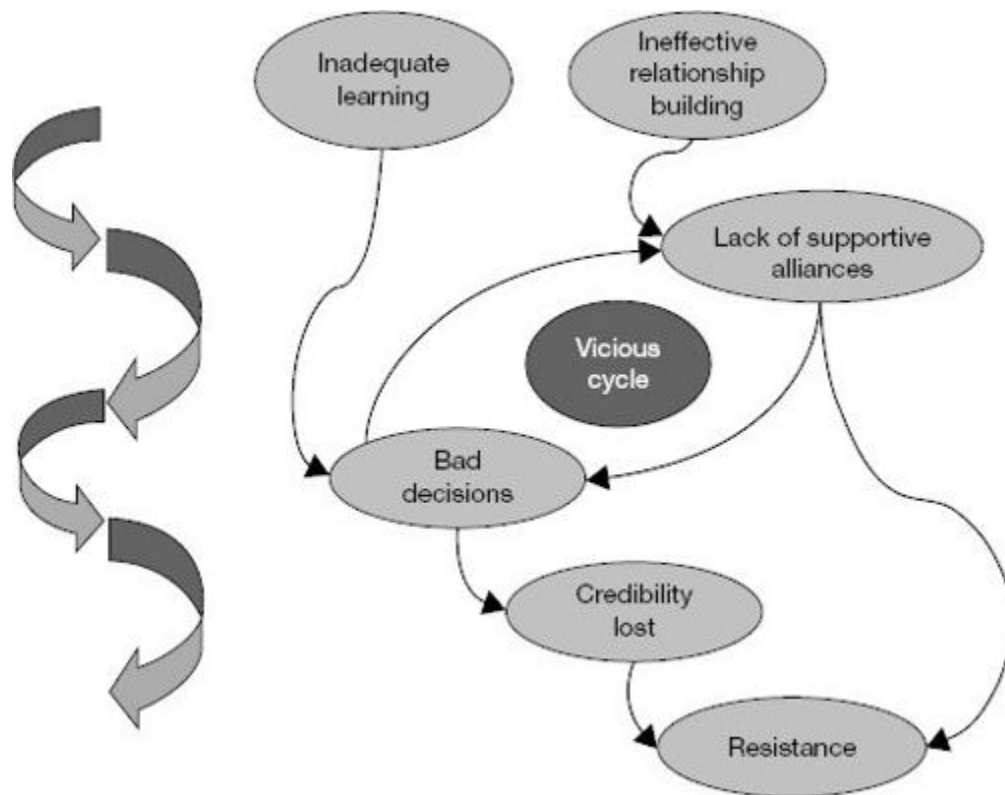 Inadequate
learning
Ineffective
relationship
building
Lack of supportive
alliances
Vicious
cycle
Bad
decisions
Credibility
lost
Resistance